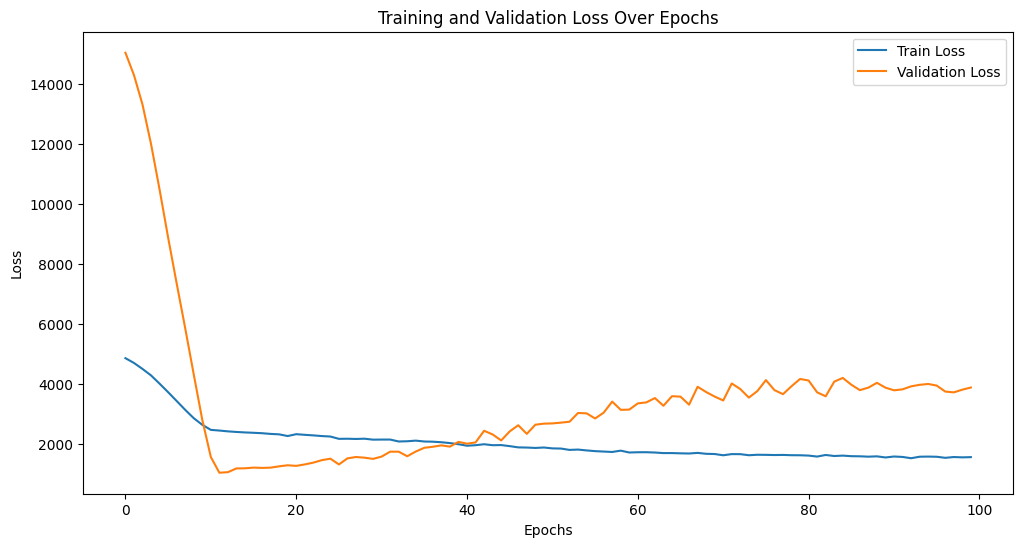 Training and Validation Loss Over Epochs
Train Loss
Validation Loss
14000
12000
10000
8000
6000
4000
2000
Loss
0
20
40
60
80
100
Epochs